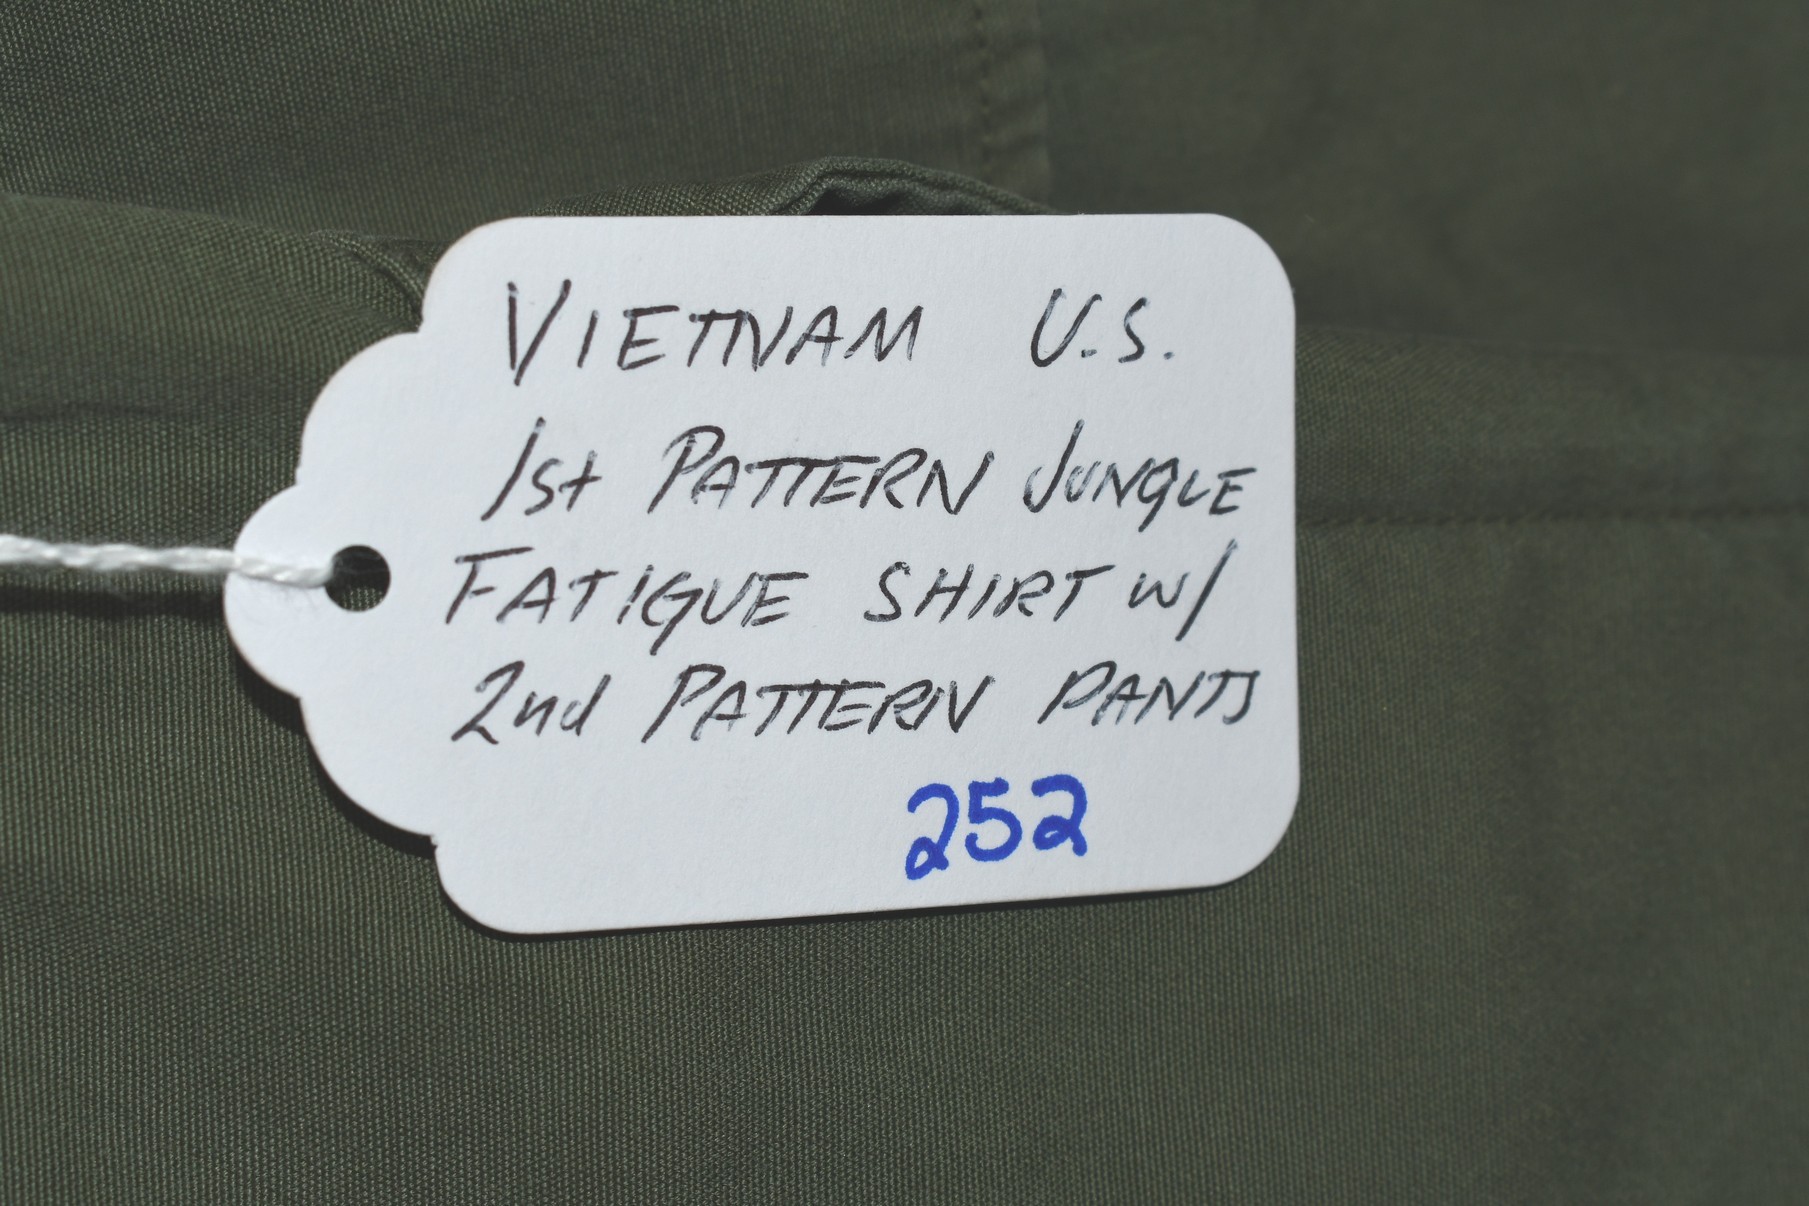 VIETNAM U.S.
1st PATTERN JUNGLE
FATIGUE SHIRT W/
2nd PATTERN PANTS
252